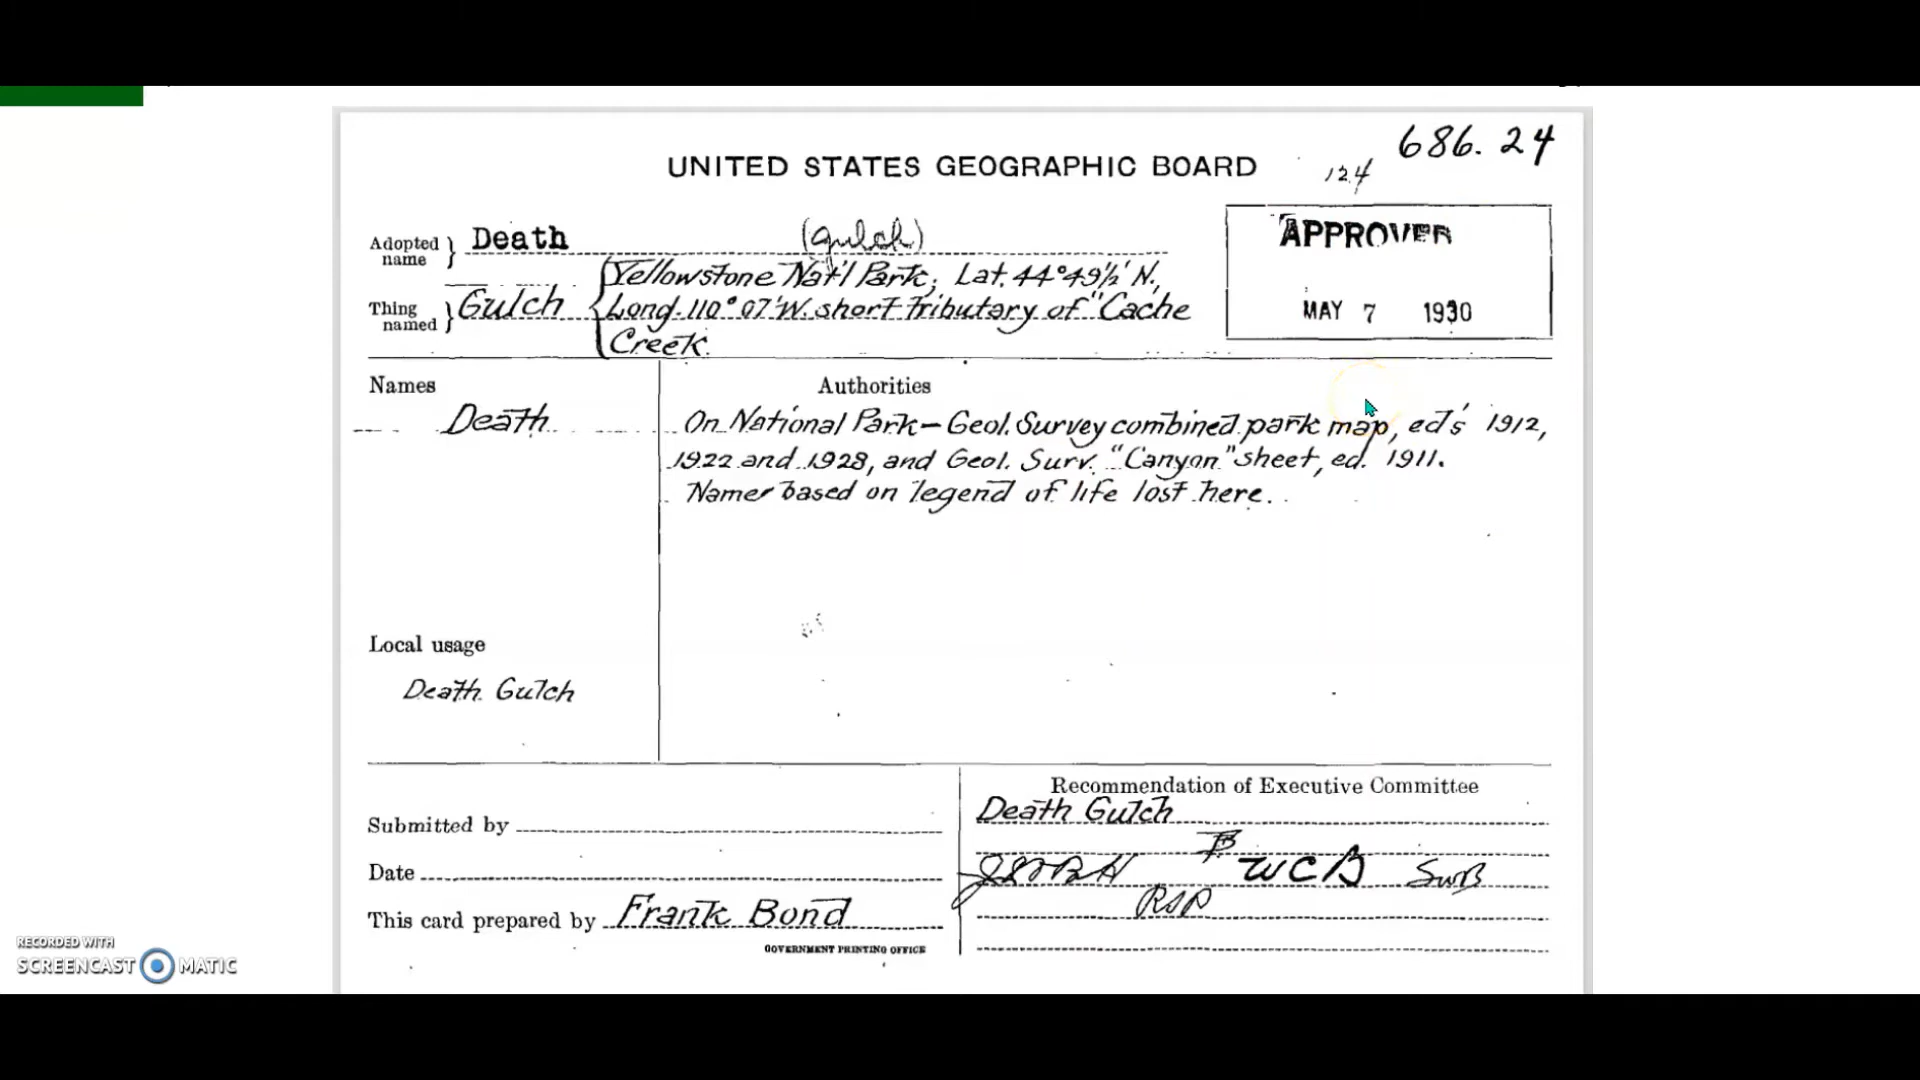 686.24
UNITED STATES GEOGRAPHIC BOARD
124
Adopted name } Death (gulch)
APPROVED
Yellowstone Nat'l Park; Lat. 44°49½' N.,
Thing named } Gulch { Long. 110° 07' W. short tributary of "Cache
MAY 7 1930
Creek.
Names
Authorities
Death
On National Park - Geol. Survey combined park map, ed's 1912,
1922 and 1928, and Geol. Surv. "Canyon" sheet, ed. 1911.
Name based on legend of life lost here.
Local usage
Death Gulch
Recommendation of Executive Committee
Death Gulch
Submitted by
FB
WCB SWB
Date
RSP
This card prepared by Frank Bond
GOVERNMENT PRINTING OFFICE
RECORDED WITH
SCREENCAST MATIC